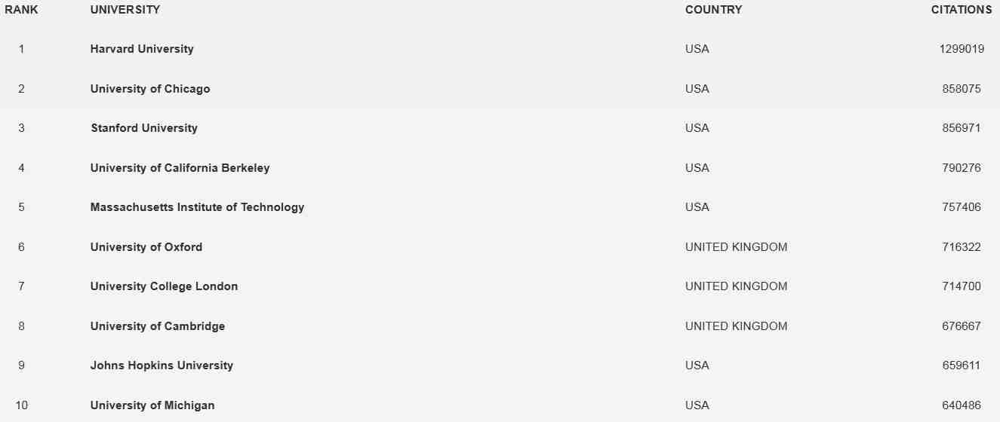 RANK UNIVERSITY COUNTRY CITATIONS
1 Harvard University USA 1299019
2 University of Chicago USA 858075
3 Stanford University USA 856971
4 University of California Berkeley USA 790276
5 Massachusetts Institute of Technology USA 757406
6 University of Oxford UNITED KINGDOM 716322
7 University College London UNITED KINGDOM 714700
8 University of Cambridge UNITED KINGDOM 676667
9 Johns Hopkins University USA 659611
10 University of Michigan USA 640486